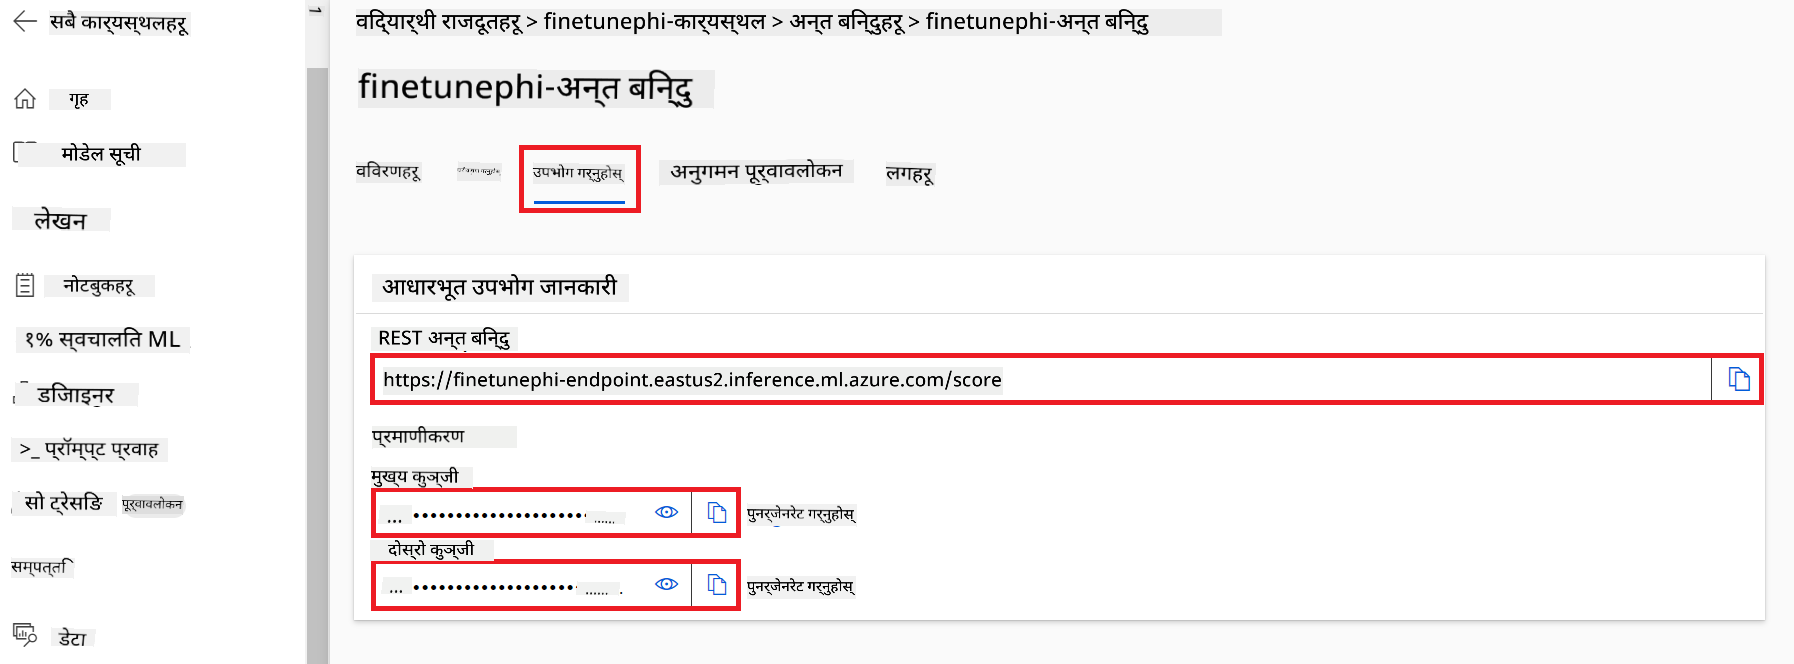 सबै कार्यस्थलहरू
गृह
मोडेल सूची
लेखन
नोटबुकहरू
१% स्वचालित ML
डिजाइनर
>_ प्रॉम्प्ट प्रवाह
सो ट्रेसिङ पूर्वावलोकन
सम्पत्ति
डेटा
विद्यार्थी राजदूतहरू > finetunephi-कार्यस्थल > अन्त बिन्दुहरू > finetunephi-अन्त बिन्दु
finetunephi-अन्त बिन्दु
विवरणहरू उपभोग गर्नुहोस् अनुगमन पूर्वावलोकन लगहरू
आधारभूत उपभोग जानकारी
REST अन्त बिन्दु
https://finetunephi-endpoint.eastus2.inference.ml.azure.com/score
प्रमाणीकरण
मुख्य कुञ्जी
पुनर्जेनरेट गर्नुहोस्
दोस्रो कुञ्जी
पुनर्जेनरेट गर्नुहोस्